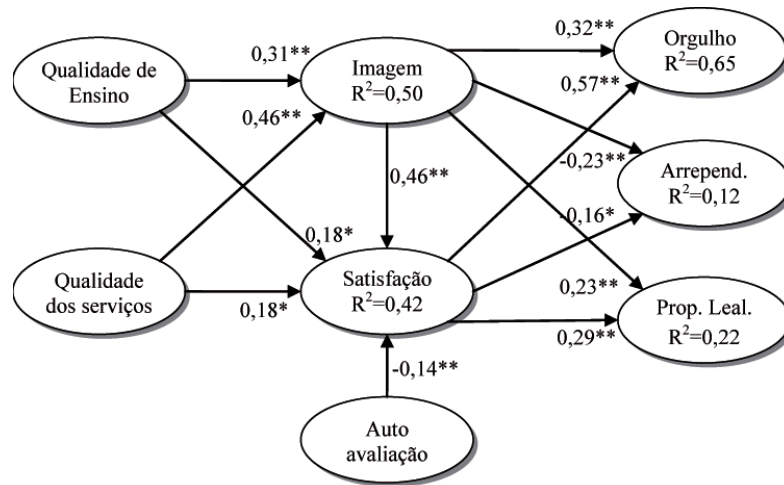 Qualidade de
Ensino
0,31**
Imagem
R²=0,50
0,32**
Orgulho
R²=0,65
0,57**
0,46**
-0,23**
Arrepend.
R²=0,12
0,46**
-0,16*
0,18*
Qualidade
dos serviços
0,18*
Satisfação
R²=0,42
0,23**
Prop. Leal.
R²=0,22
0,29**
-0,14**
Auto
avaliação